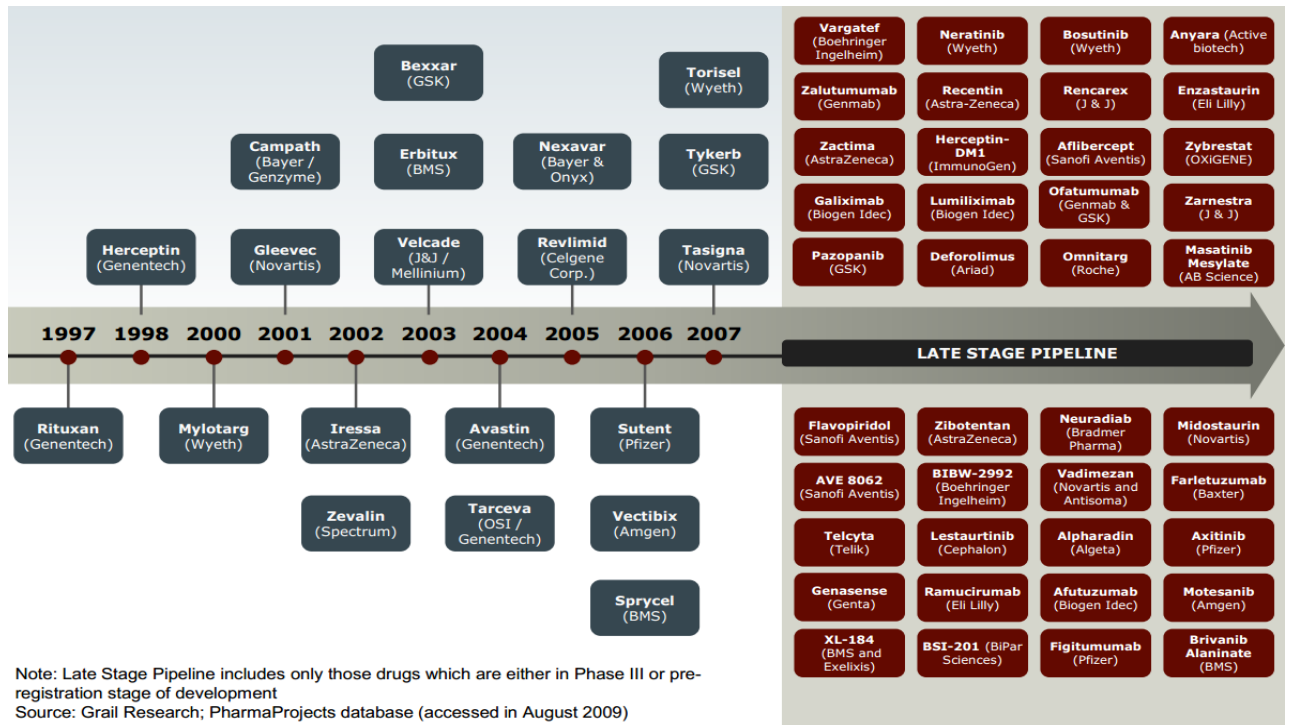 Bexxar
(GSK)
Torisel
(Wyeth)
Campath
(Bayer /
Genzyme)
Erbitux
(BMS)
Nexavar
(Bayer &
Onyx)
Tykerb
(GSK)
Herceptin
(Genentech)
Gleevec
(Novartis)
Velcade
(J&J /
Mellinium)
Revlimid
(Celgene
Corp.)
Tasigna
(Novartis)
1997 1998 2000 2001 2002 2003 2004 2005 2006 2007
Rituxan
(Genentech)
Mylotarg
(Wyeth)
Iressa
(AstraZeneca)
Avastin
(Genentech)
Sutent
(Pfizer)
Zevalin
(Spectrum)
Tarceva
(OSI /
Genentech)
Vectibix
(Amgen)
Sprycel
(BMS)
Vargatef
(Boehringer
Ingelheim)
Neratinib
(Wyeth)
Bosutinib
(Wyeth)
Anyara (Active
biotech)
Zalutumumab
(Genmab)
Recentin
(Astra-Zeneca)
Rencarex
(J & J)
Enzastaurin
(Eli Lilly)
Zactima
(AstraZeneca)
Herceptin-
DM1
(ImmunoGen)
Aflibercept
(Sanofi Aventis)
Zybrestat
(OXiGENE)
Galiximab
(Biogen Idec)
Lumiliximab
(Biogen Idec)
Ofatumumab
(Genmab &
GSK)
Zarnestra
(J & J)
Pazopanib
(GSK)
Deforolimus
(Ariad)
Omnitarg
(Roche)
Masatinib
Mesylate
(AB Science)
LATE STAGE PIPELINE
Flavopiridol
(Sanofi Aventis)
Zibotentan
(AstraZeneca)
Neuradiab
(Bradmer
Pharma)
Midostaurin
(Novartis)
AVE 8062
(Sanofi Aventis)
BIBW-2992
(Boehringer
Ingelheim)
Vadimezan
(Novartis and
Antisoma)
Farletuzumab
(Baxter)
Telcyta
(Telik)
Lestaurtinib
(Cephalon)
Alpharadin
(Algeta)
Axitinib
(Pfizer)
Genasense
(Genta)
Ramucirumab
(Eli Lilly)
Afutuzumab
(Biogen Idec)
Motesanib
(Amgen)
XL-184
(BMS and
Exelixis)
BSI-201 (BiPar
Sciences)
Figitumumab
(Pfizer)
Brivanib
Alaninate
(BMS)
Note: Late Stage Pipeline includes only those drugs which are either in Phase III or pre-
registration stage of development
Source: Grail Research; PharmaProjects database (accessed in August 2009)